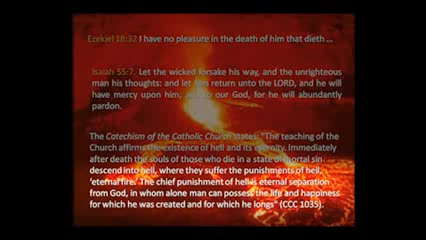 Ezekiel 18:32 I have no pleasure in the death of him that dieth ...
Isaiah 55:7. Let the wicked forsake his way, and the unrighteous
man his thoughts: and let him return unto the LORD, and he will
have mercy upon him; and to our God, for he will abundantly
pardon.
The Catechism of the Catholic Church states: "The teaching of the
Church affirms the existence of hell and its eternity. Immediately
after death the souls of those who die in a state of mortal sin
descend into hell, where they suffer the punishments of hell,
'eternal fire.' The chief punishment of hell is eternal separation
from God, in whom alone man can possess the life and happiness
for which he was created and for which he longs" (CCC 1035).